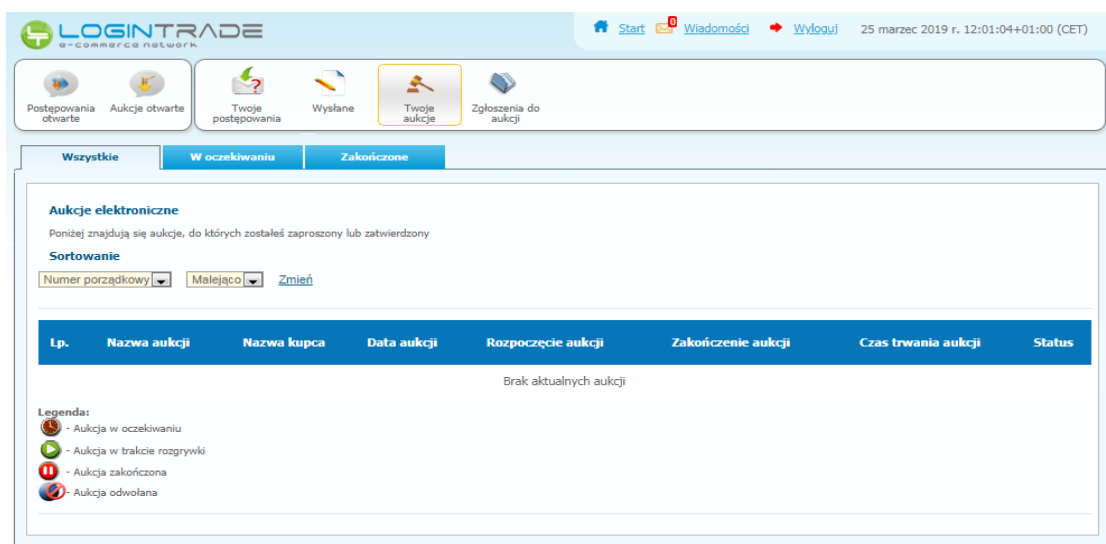 LOGINTRADE
e-commerce network
0
Start Wiadomości Wyloguj 25 marzec 2019 r. 12:01:04+01:00 (CET)
Postępowania otwarte
Aukcje otwarte
Twoje postępowania
Wysłane
Twoje aukcje
Zgłoszenia do aukcji
Wszystkie W oczekiwaniu Zakończone
Aukcje elektroniczne
Poniżej znajdują się aukcje, do których zostałeś zaproszony lub zatwierdzony
Sortowanie
Numer porządkowy Malejąco Zmień
Lp. Nazwa aukcji Nazwa kupca Data aukcji Rozpoczęcie aukcji Zakończenie aukcji Czas trwania aukcji Status
Brak aktualnych aukcji
Legenda:
- Aukcja w oczekiwaniu
- Aukcja w trakcie rozgrywki
- Aukcja zakończona
- Aukcja odwołana